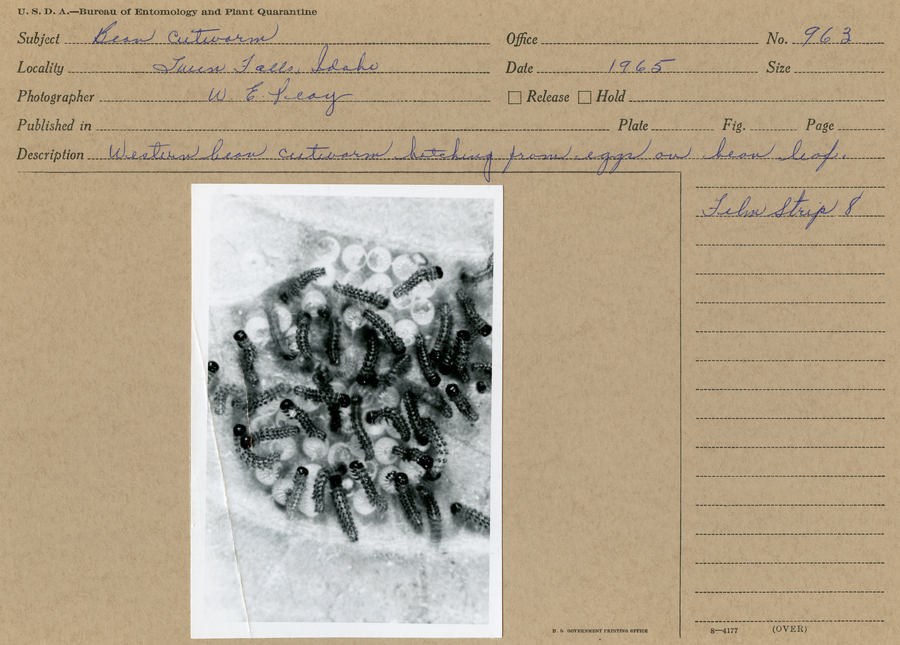 U. S. D. A.—Bureau of Entomology and Plant Quarantine
Subject Bean cutworm Office No. 963
Locality Twin Falls, Idaho Date 1965 Size
Photographer W. E. Peay Release Hold
Published in Plate Fig. Page
Description Western bean cutworm hatching from eggs on bean leaf.
Film Strip 8
U. S. GOVERNMENT PRINTING OFFICE 8—4177 (OVER)